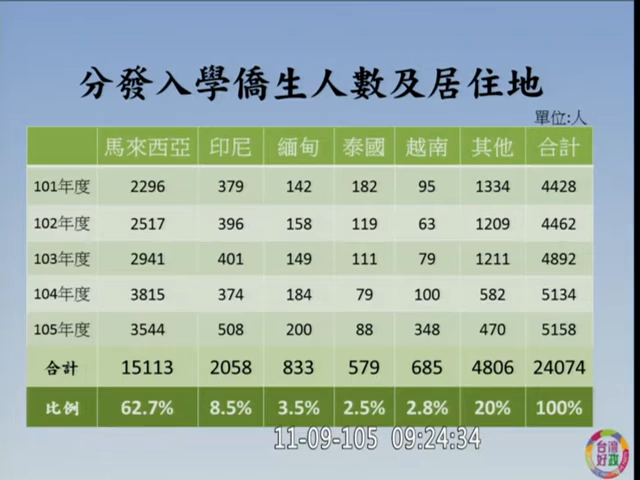 分發入學僑生人數及居住地
單位:人
馬來西亞 印尼 緬甸 泰國 越南 其他 合計
101年度 2296 379 142 182 95 1334 4428
102年度 2517 396 158 119 63 1209 4462
103年度 2941 401 149 111 79 1211 4892
104年度 3815 374 184 79 100 582 5134
105年度 3544 508 200 88 348 470 5158
合計 15113 2058 833 579 685 4806 24074
比例 62.7% 8.5% 3.5% 2.5% 2.8% 20% 100%
11-09-105 09:24:34
台灣
好政